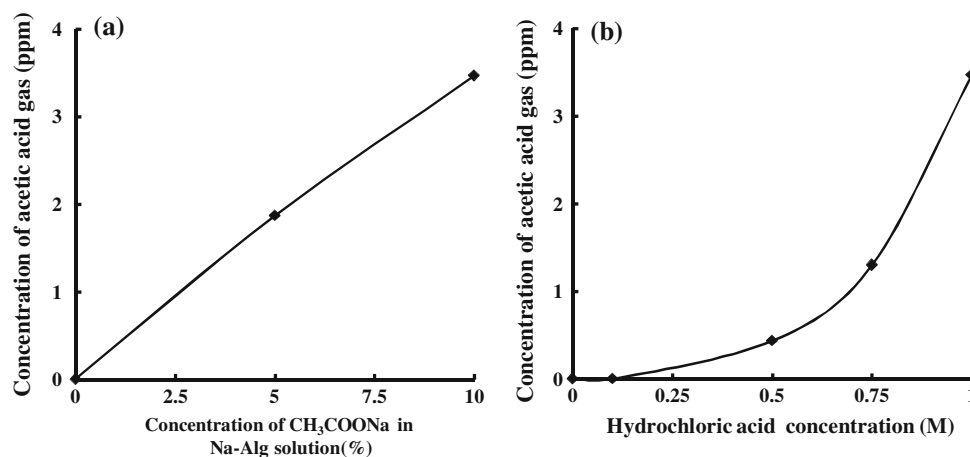 (a)
Concentration of acetic acid gas (ppm)
4
3
2
1
0
0 2.5 5 7.5 10
Concentration of CH₃COONa in
Na-Alg solution(%)
(b)
Concentration of acetic acid gas (ppm)
4
3
2
1
0
0 0.25 0.5 0.75 1
Hydrochloric acid concentration (M)